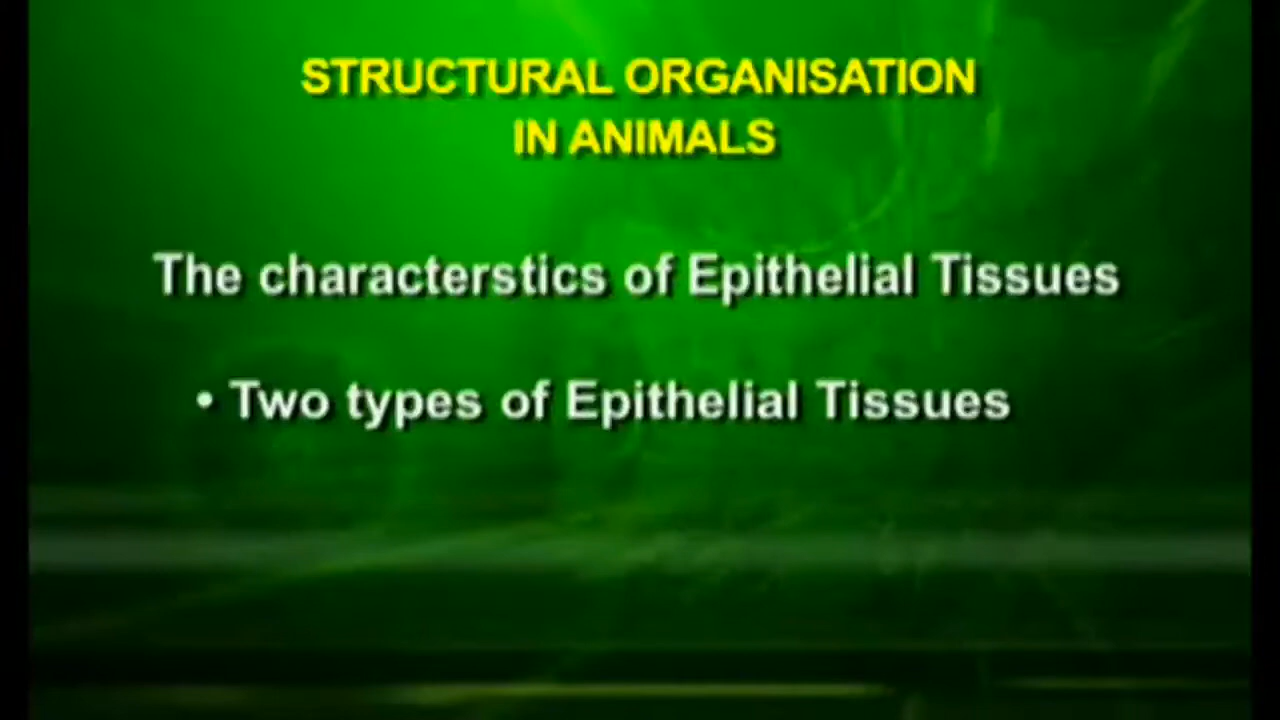 STRUCTURAL ORGANISATION
IN ANIMALS
The characterstics of Epithelial Tissues
• Two types of Epithelial Tissues